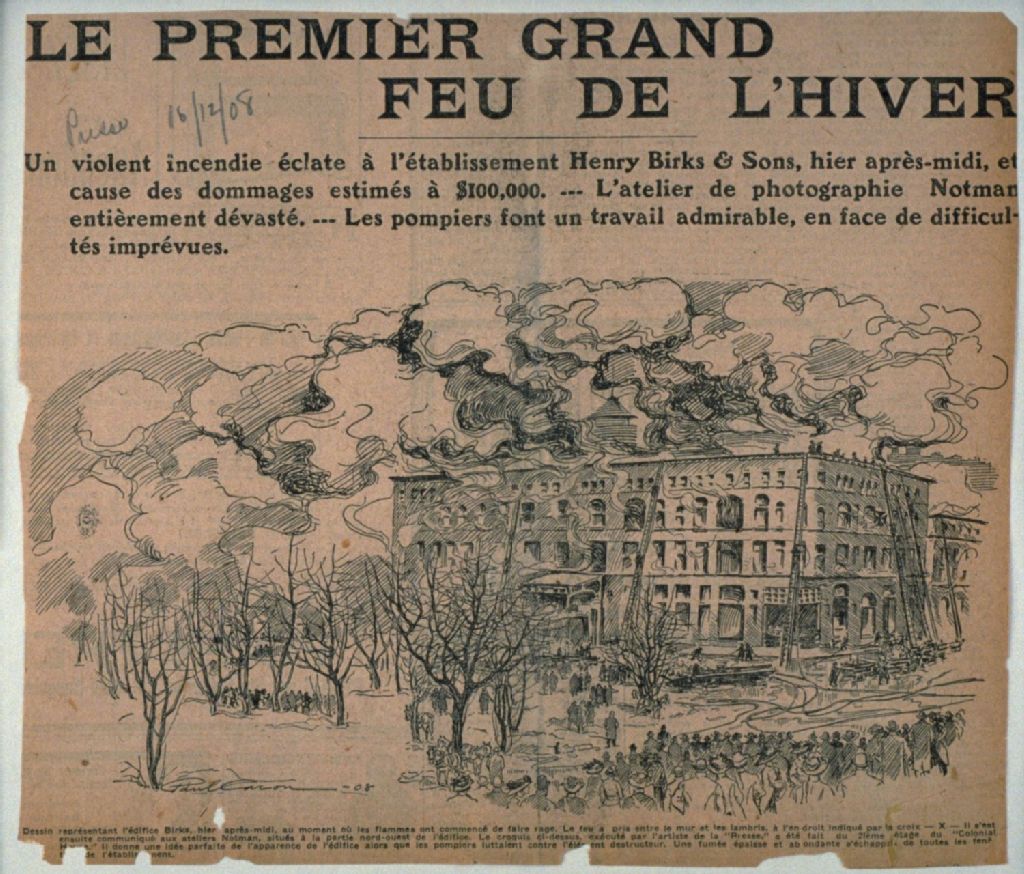 LE PREMIER GRAND
FEU DE L'HIVER
Presse 16/12/08
Un violent incendie éclate à l'établissement Henry Birks & Sons, hier après-midi, et
cause des dommages estimés à $100,000. --- L'atelier de photographie Notman
entièrement dévasté. --- Les pompiers font un travail admirable, en face de difficul-
tés imprévues.
Paul Caron -08
Dessin représentant l'édifice Birks, hier après-midi, au moment où les flammes ont commencé de faire rage. Le feu a pris entre le mur et les lambris, à l'endroit indiqué par la croix — X — Il s'est
ensuite communiqué aux ateliers Notman, situés à la partie nord-ouest de l'édifice. Le croquis ci-dessus, exécuté par l'artiste de la "Presse," a été fait du 2ième étage du "Colonial
Il donne une idée parfaite de l'apparence de l'édifice alors que les pompiers luttaient contre l'élément destructeur. Une fumée épaisse et abondante s'échappait de toutes les fenê-
de l'établissement.